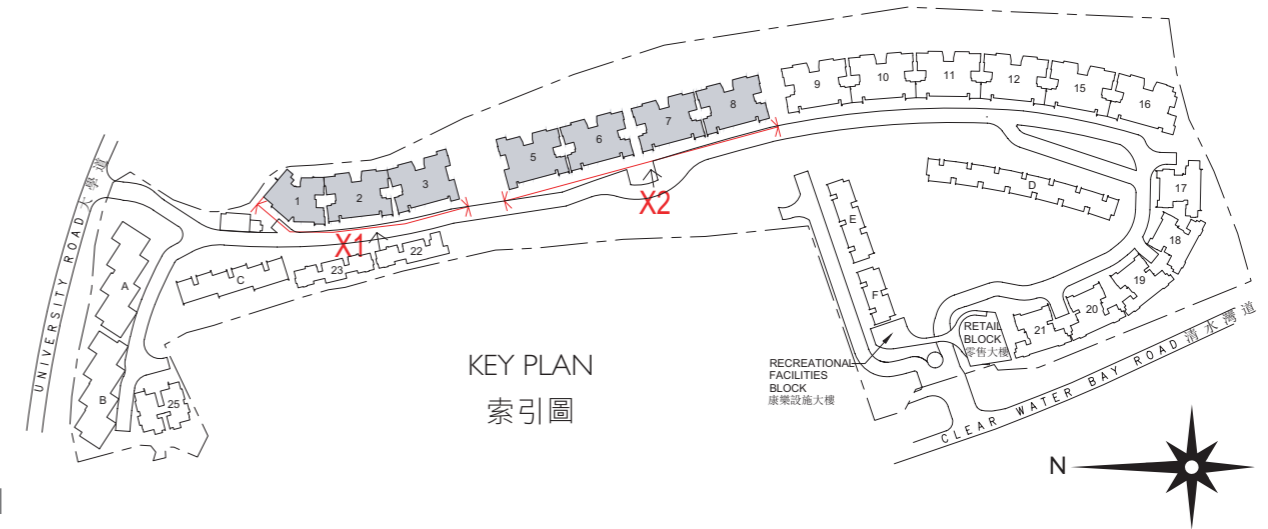 9
10
11
12
15
16
8
7
6
5
3
2
1
17
18
19
20
21
D
E
F
X2
X1
22
23
C
A
B
25
UNIVERSITY ROAD 大學道
KEY PLAN
索引圖
RETAIL
BLOCK
零售大樓
RECREATIONAL
FACILITIES
BLOCK
康樂設施大樓
CLEAR WATER BAY ROAD 清水灣道
N